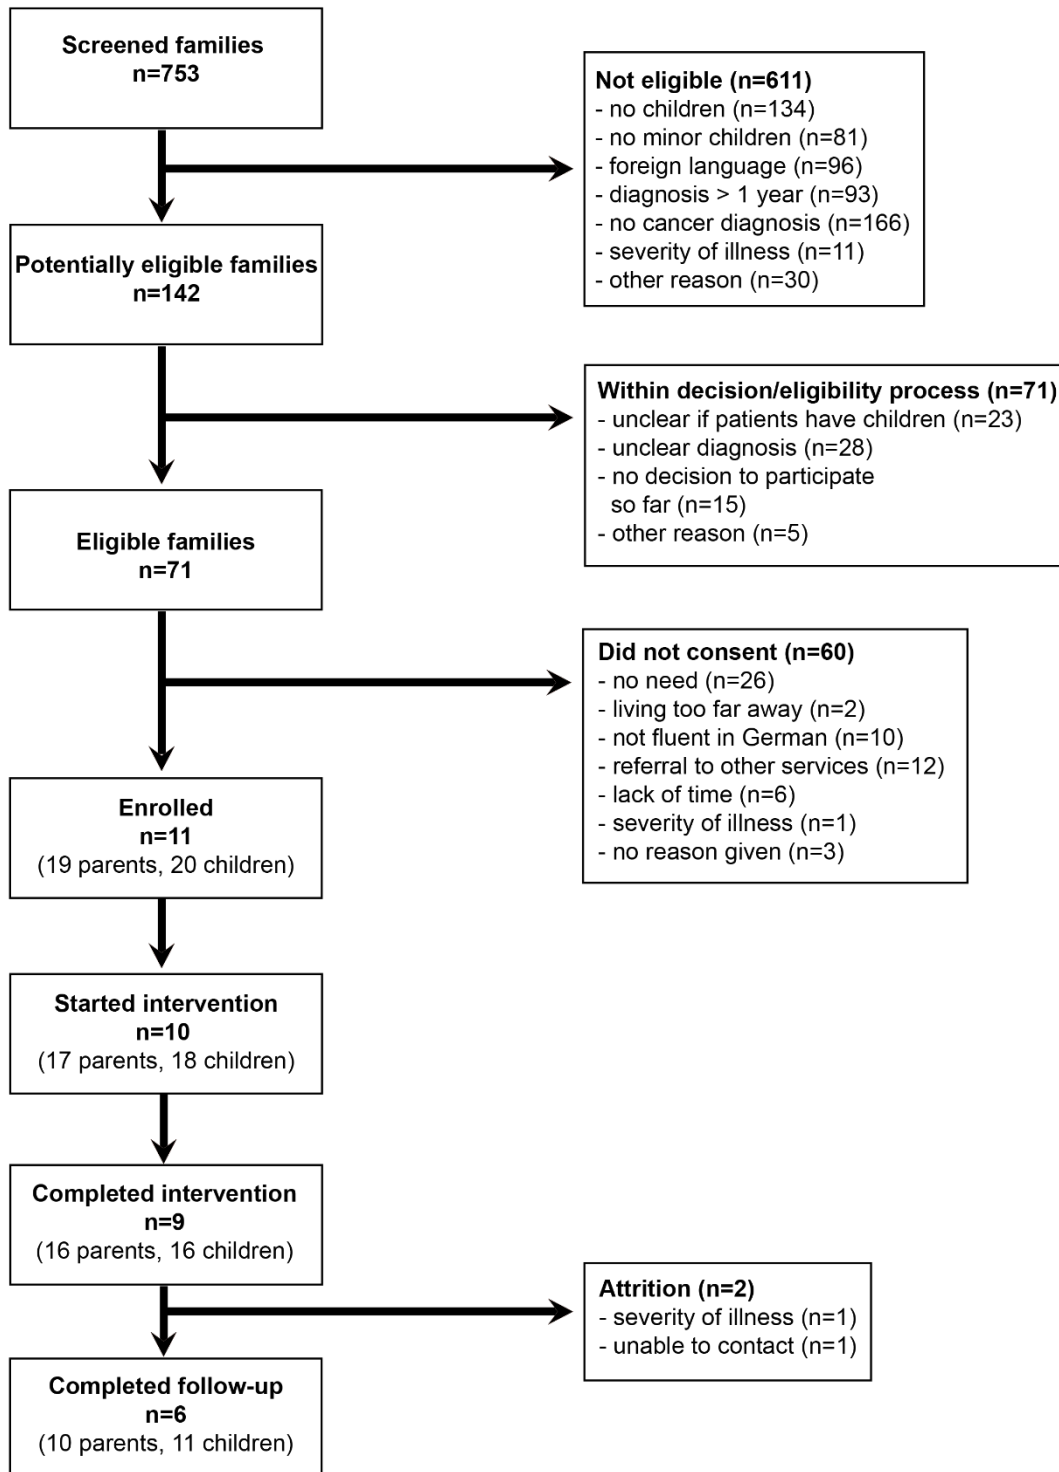 Screened families
n=753
Not eligible (n=611)
- no children (n=134)
- no minor children (n=81)
- foreign language (n=96)
- diagnosis > 1 year (n=93)
- no cancer diagnosis (n=166)
- severity of illness (n=11)
- other reason (n=30)
Potentially eligible families
n=142
Within decision/eligibility process (n=71)
- unclear if patients have children (n=23)
- unclear diagnosis (n=28)
- no decision to participate
so far (n=15)
- other reason (n=5)
Eligible families
n=71
Did not consent (n=60)
- no need (n=26)
- living too far away (n=2)
- not fluent in German (n=10)
- referral to other services (n=12)
- lack of time (n=6)
- severity of illness (n=1)
- no reason given (n=3)
Enrolled
n=11
(19 parents, 20 children)
Started intervention
n=10
(17 parents, 18 children)
Completed intervention
n=9
(16 parents, 16 children)
Attrition (n=2)
- severity of illness (n=1)
- unable to contact (n=1)
Completed follow-up
n=6
(10 parents, 11 children)